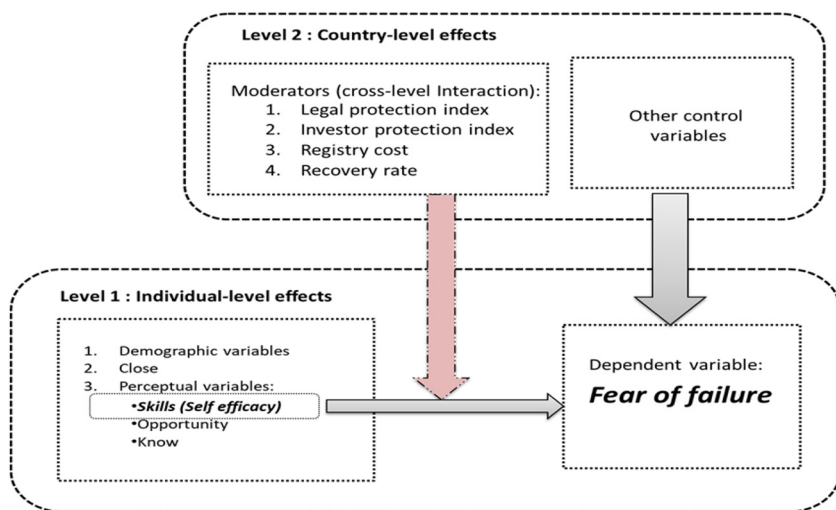 Level 2 : Country-level effects
Moderators (cross-level Interaction):
1. Legal protection index
2. Investor protection index
3. Registry cost
4. Recovery rate
Other control
variables
Level 1 : Individual-level effects
1. Demographic variables
2. Close
3. Perceptual variables:
•Skills (Self efficacy)
•Opportunity
•Know
Dependent variable:
Fear of failure